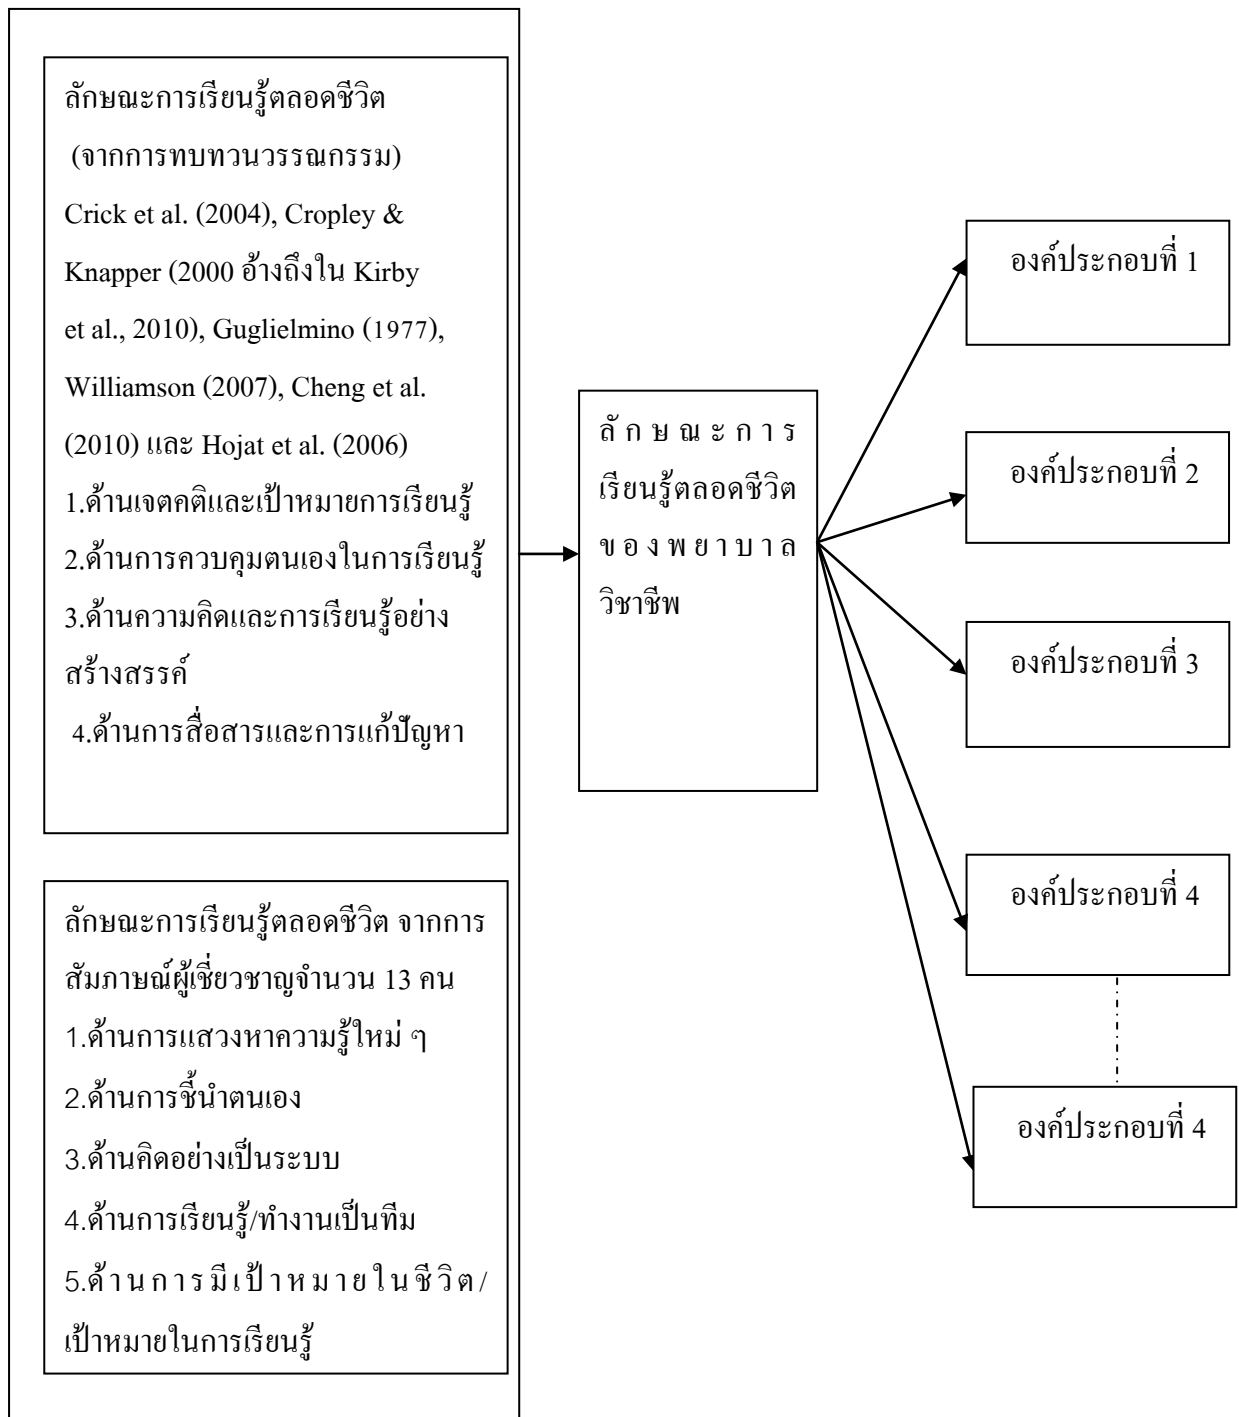 ลักษณะการเรียนรู้ตลอดชีวิต
(จากการทบทวนวรรณกรรม)
Crick et al. (2004), Cropley &
Knapper (2000 อ้างถึงใน Kirby
et al., 2010), Guglielmino (1977),
Williamson (2007), Cheng et al.
(2010) และ Hojat et al. (2006)
1.ด้านเจตคติและเป้าหมายการเรียนรู้
2.ด้านการควบคุมตนเองในการเรียนรู้
3.ด้านความคิดและการเรียนรู้อย่าง
สร้างสรรค์
4.ด้านการสื่อสารและการแก้ปัญหา
ลักษณะการเรียนรู้ตลอดชีวิต จากการ
สัมภาษณ์ผู้เชี่ยวชาญจำนวน 13 คน
1.ด้านการแสวงหาความรู้ใหม่ ๆ
2.ด้านการชี้นำตนเอง
3.ด้านคิดอย่างเป็นระบบ
4.ด้านการเรียนรู้/ทำงานเป็นทีม
5.ด้านการมีเป้าหมายในชีวิต/
เป้าหมายในการเรียนรู้
ลักษณะการ
เรียนรู้ตลอดชีวิต
ของพยาบาล
วิชาชีพ
องค์ประกอบที่ 1
องค์ประกอบที่ 2
องค์ประกอบที่ 3
องค์ประกอบที่ 4
องค์ประกอบที่ 4